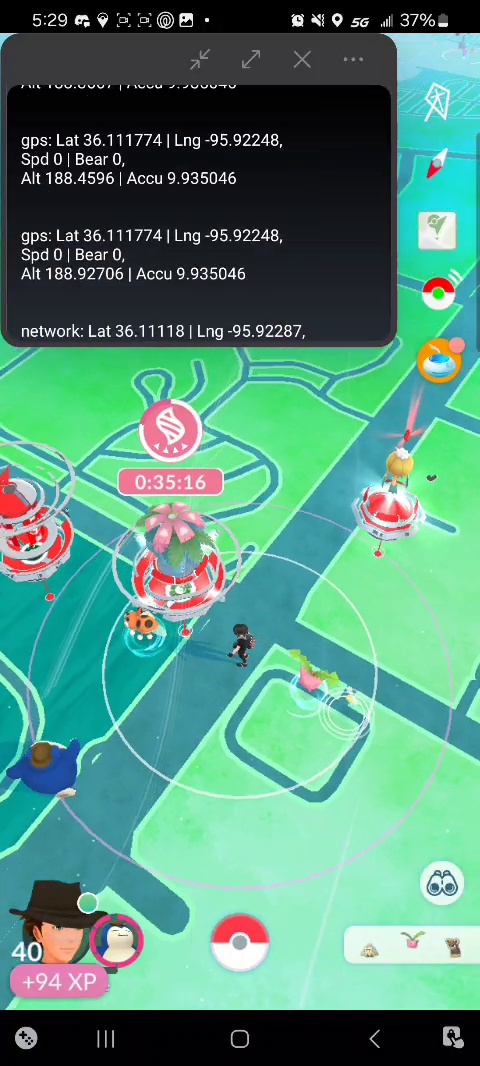 5:29
5G
37%
Alt 188.8607 | Accu 9.935046
gps: Lat 36.111774 | Lng -95.92248,
Spd 0 | Bear 0,
Alt 188.4596 | Accu 9.935046
gps: Lat 36.111774 | Lng -95.92248,
Spd 0 | Bear 0,
Alt 188.92706 | Accu 9.935046
network: Lat 36.11118 | Lng -95.92287,
0:35:16
40
+94 XP